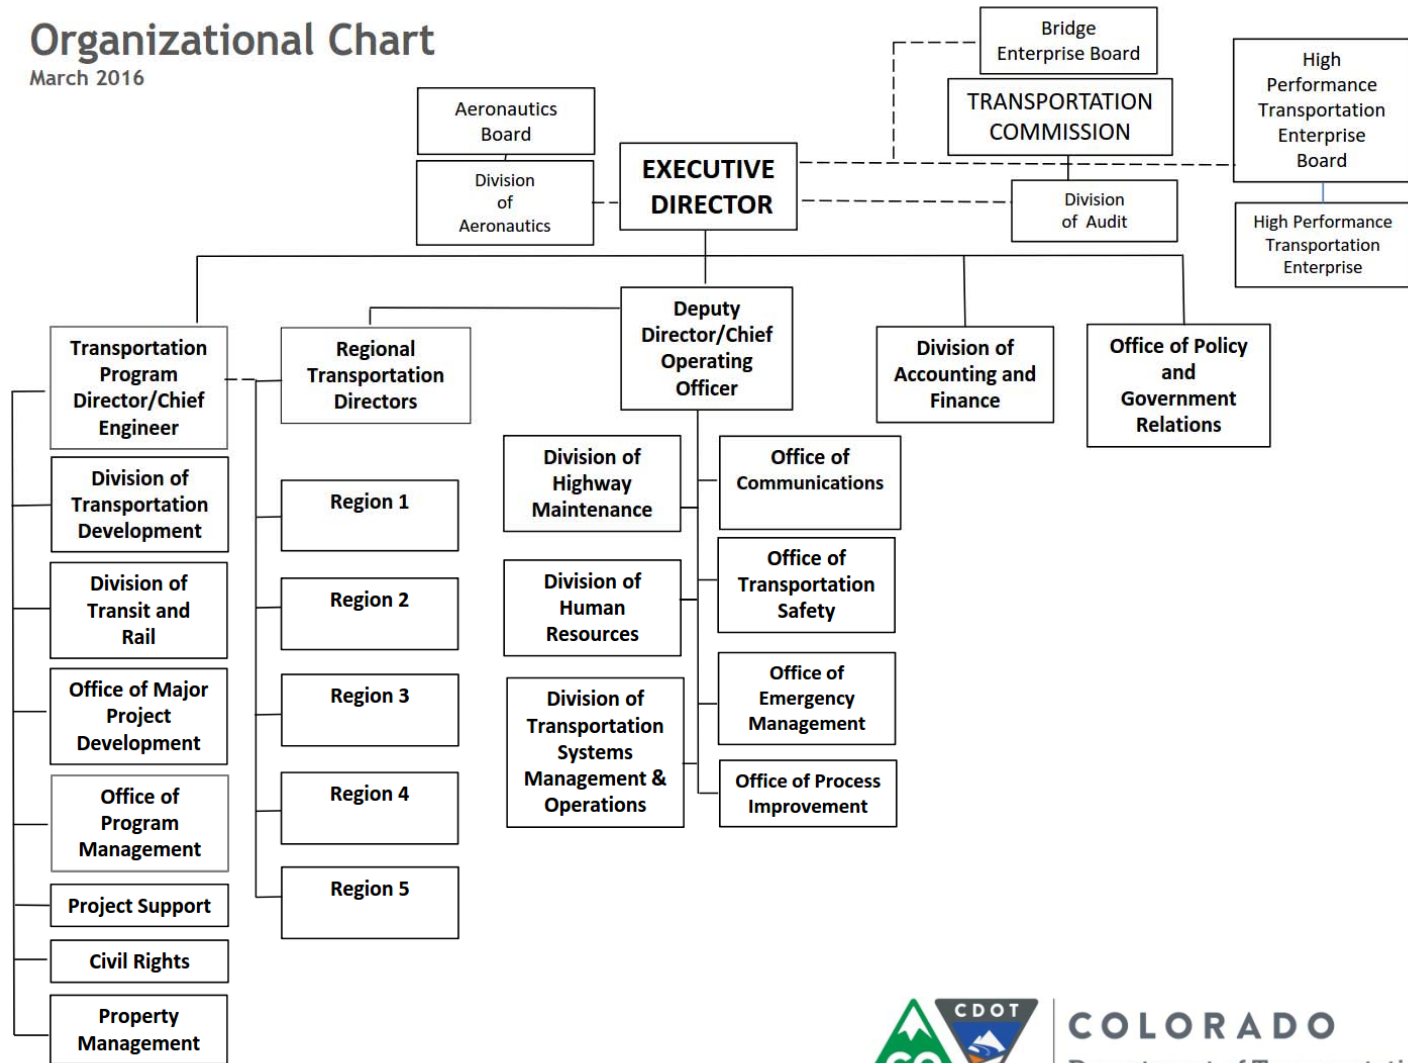 Organizational Chart
March 2016
Bridge
Enterprise Board
High
Performance
Transportation
Enterprise
Board
TRANSPORTATION
COMMISSION
Aeronautics
Board
EXECUTIVE
DIRECTOR
Division
of
Aeronautics
Division
of Audit
High Performance
Transportation
Enterprise
Transportation
Program
Director/Chief
Engineer
Regional
Transportation
Directors
Deputy
Director/Chief
Operating
Officer
Division of
Accounting and
Finance
Office of Policy
and
Government
Relations
Division of
Transportation
Development
Division of
Transit and
Rail
Office of Major
Project
Development
Office of
Program
Management
Project Support
Civil Rights
Property
Management
Region 1
Region 2
Region 3
Region 4
Region 5
Division of
Highway
Maintenance
Division of
Human
Resources
Division of
Transportation
Systems
Management &
Operations
Office of
Communications
Office of
Transportation
Safety
Office of
Emergency
Management
Office of Process
Improvement
CO
CDOT
COLORADO
Department of Transportati